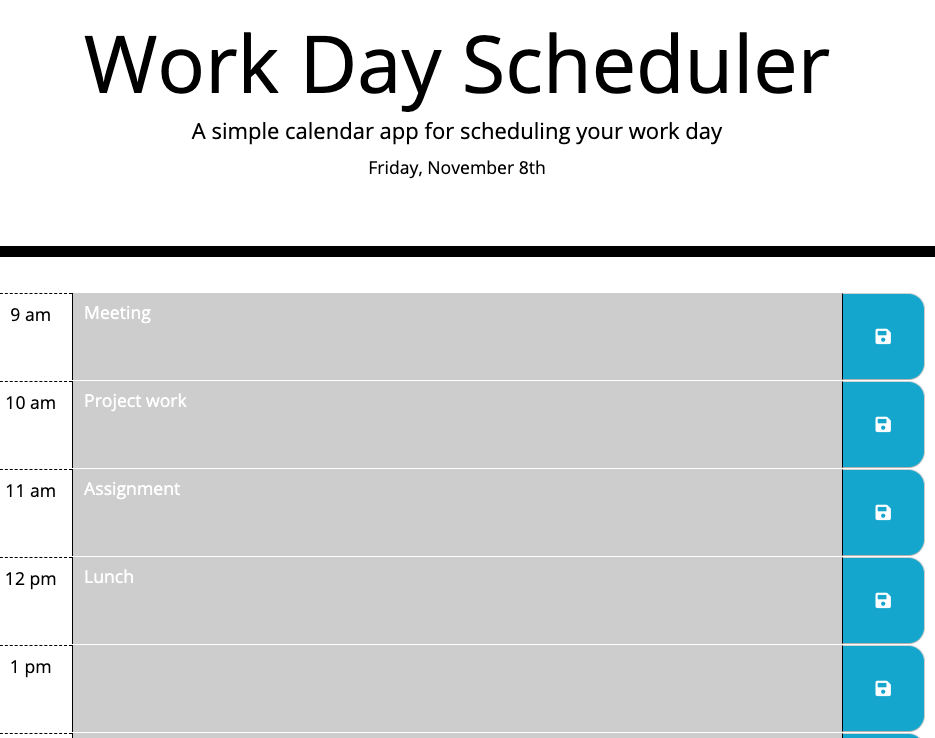 Work Day Scheduler
A simple calendar app for scheduling your work day
Friday, November 8th
9 am Meeting
10 am Project work
11 am Assignment
12 pm Lunch
1 pm